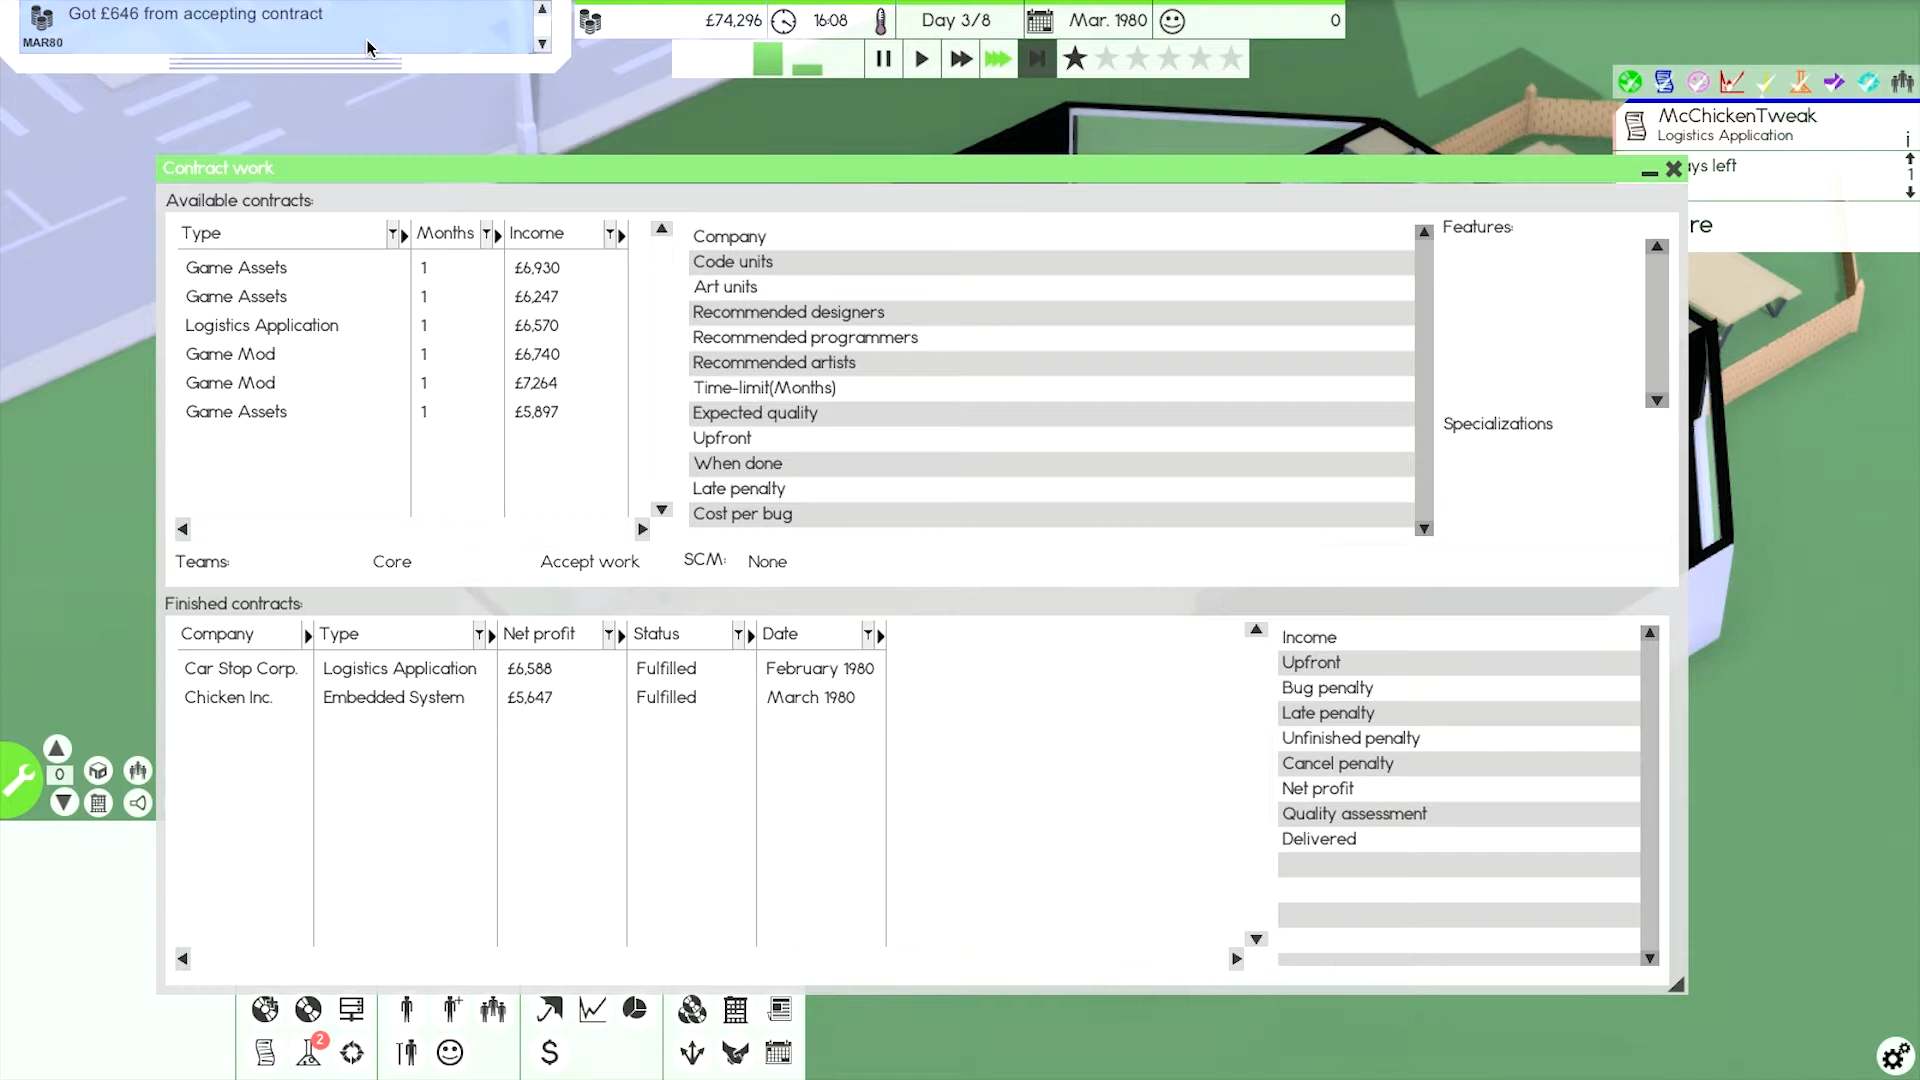 Got £646 from accepting contract
MAR80
£74,296
16:08
Day 3/8
Mar. 1980
0
McChickenTweak
Logistics Application
i
ays left
1
re
Contract work
Available contracts:
Type Months Income
Game Assets 1 £6,930
Game Assets 1 £6,247
Logistics Application 1 £6,570
Game Mod 1 £6,740
Game Mod 1 £7,264
Game Assets 1 £5,897
Company
Code units
Art units
Recommended designers
Recommended programmers
Recommended artists
Time-limit(Months)
Expected quality
Upfront
When done
Late penalty
Cost per bug
Features:
Specializations
Teams: Core Accept work SCM: None
Finished contracts:
Company Type Net profit Status Date
Car Stop Corp. Logistics Application £6,588 Fulfilled February 1980
Chicken Inc. Embedded System £5,647 Fulfilled March 1980
Income
Upfront
Bug penalty
Late penalty
Unfinished penalty
Cancel penalty
Net profit
Quality assessment
Delivered
0
2
$